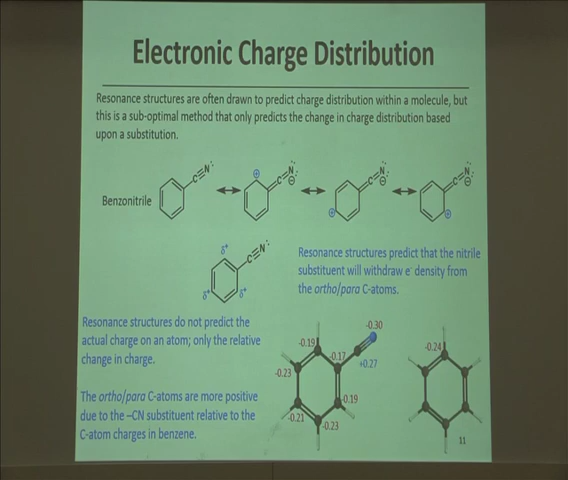 Electronic Charge Distribution
Resonance structures are often drawn to predict charge distribution within a molecule, but
this is a sub-optimal method that only predicts the change in charge distribution based
upon a substitution.
Benzonitrile
C≡N: ⊕ C=N: ⊖ ⊕ C=N: ⊖ ⊕ C=N: ⊖
δ+ C≡N:
δ+ δ+
Resonance structures predict that the nitrile
substituent will withdraw e⁻ density from
the ortho/para C-atoms.
Resonance structures do not predict the
actual charge on an atom; only the relative
change in charge.
The ortho/para C-atoms are more positive
due to the –CN substituent relative to the
C-atom charges in benzene.
-0.30
-0.19
-0.17
+0.27
-0.23
-0.19
-0.21
-0.23
-0.24
11